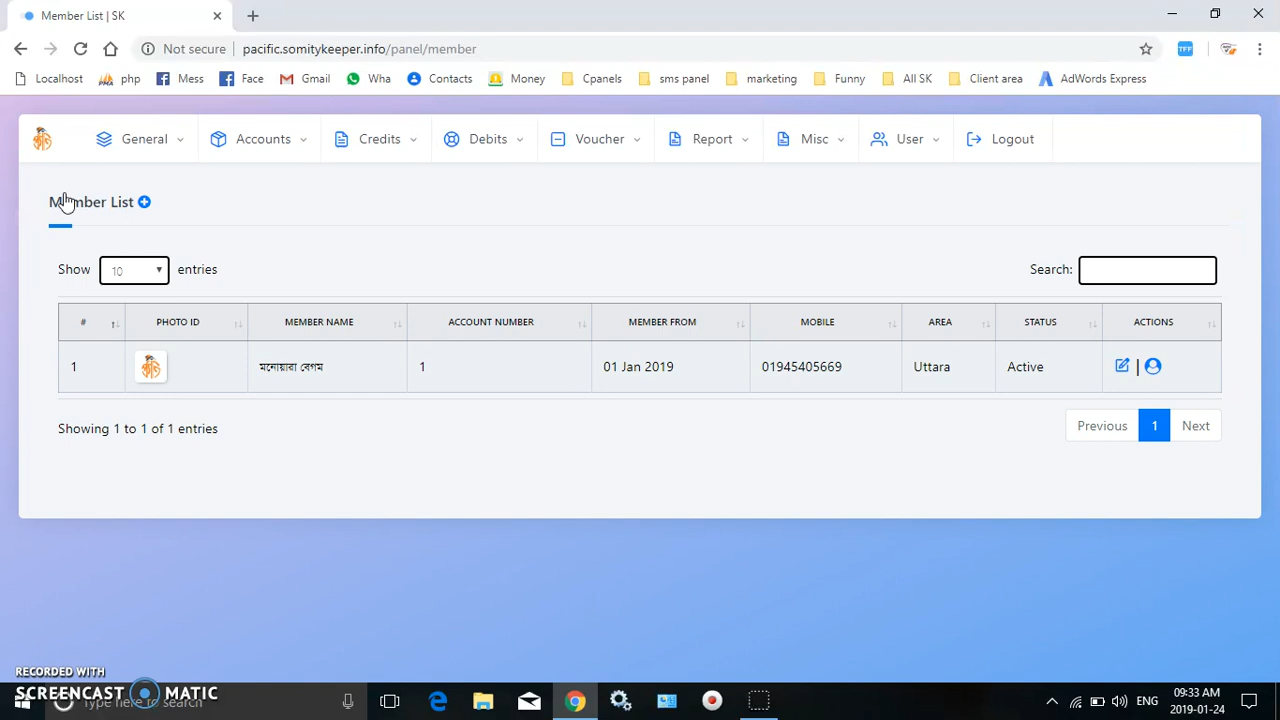 Member List | SK
Not secure | pacific.somitykeeper.info/panel/member
Localhost php Mess Face Gmail Wha Contacts Money Cpanels sms panel marketing Funny All SK Client area AdWords Express
TFF
General Accounts Credits Debits Voucher Report Misc User Logout
Member List
Show 10 entries Search:
# PHOTO ID MEMBER NAME ACCOUNT NUMBER MEMBER FROM MOBILE AREA STATUS ACTIONS
1 মনোয়ারা বেগম 1 01 Jan 2019 01945405669 Uttara Active |
Showing 1 to 1 of 1 entries Previous 1 Next
RECORDED WITH
SCREENCAST MATIC
Type here to search
ENG
09:33 AM
2019-01-24